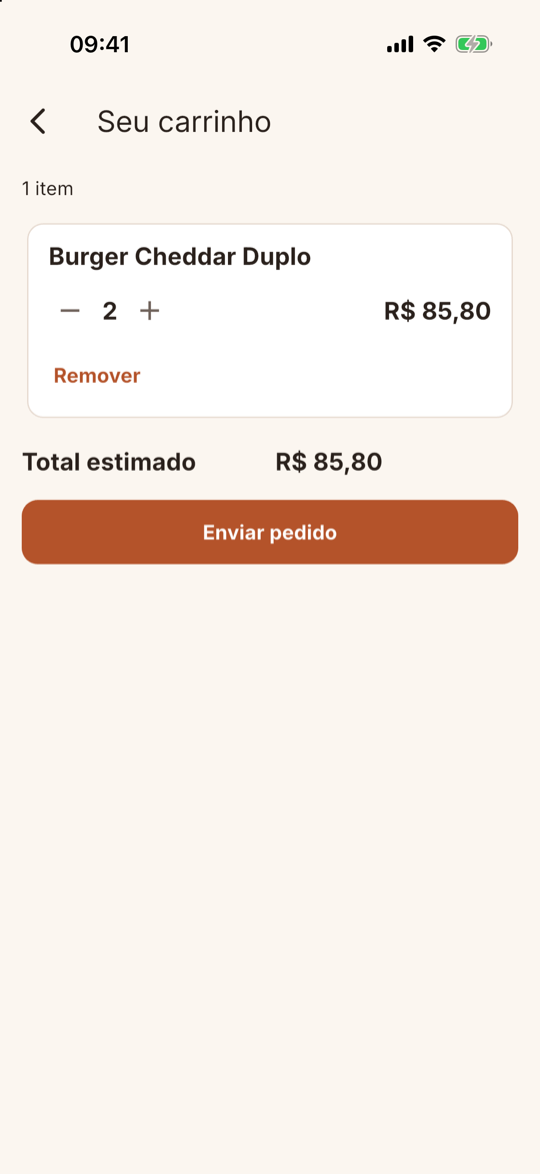 09:41
Seu carrinho
1 item
Burger Cheddar Duplo
− 2 + R$ 85,80
Remover
Total estimado R$ 85,80
Enviar pedido